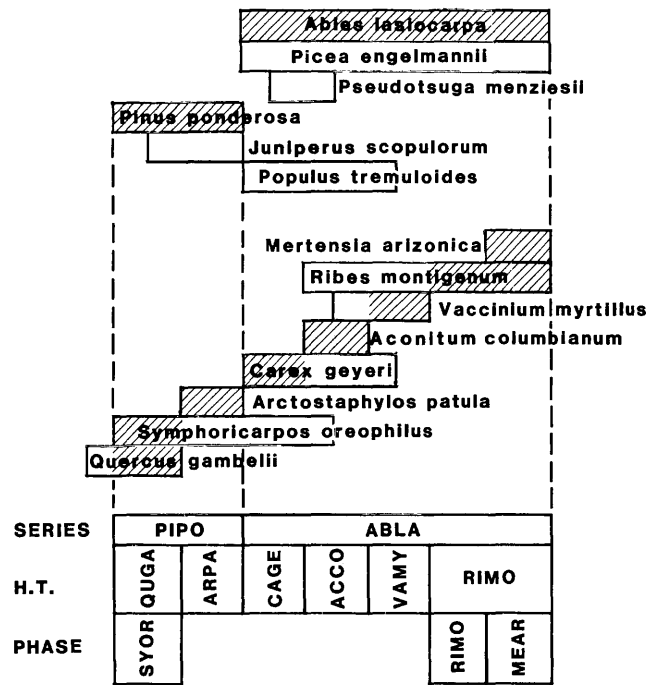 Abies lasiocarpa
Picea engelmannii
Pseudotsuga menziesii
Pinus ponderosa
Juniperus scopulorum
Populus tremuloides
Mertensia arizonica
Ribes montigenum
Vaccinium myrtillus
Aconitum columbianum
Carex geyeri
Arctostaphylos patula
Symphoricarpos oreophilus
Quercus gambelii
SERIES PIPO ABLA
H.T. QUGA ARPA CAGE ACCO VAMY RIMO
PHASE SYOR RIMO MEAR